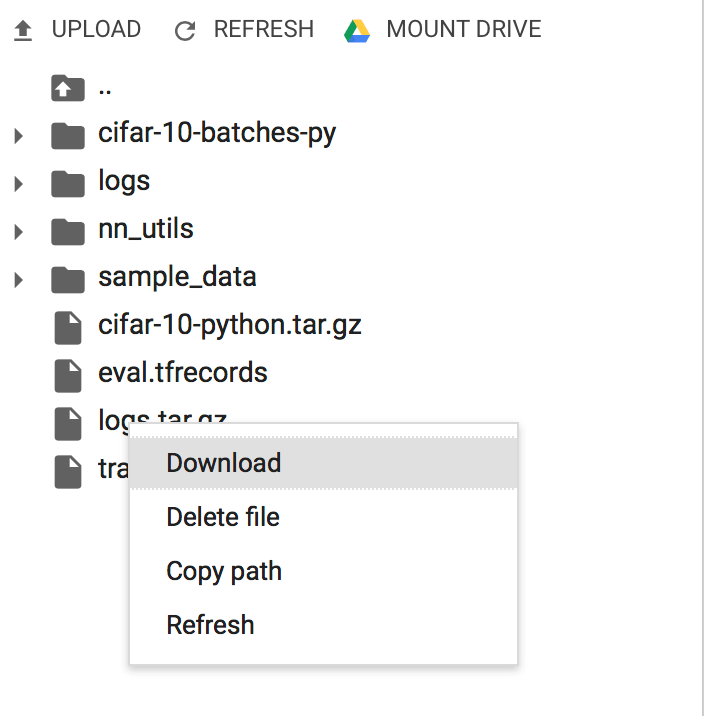 UPLOAD REFRESH MOUNT DRIVE
..
cifar-10-batches-py
logs
nn_utils
sample_data
cifar-10-python.tar.gz
eval.tfrecords
logs.tar.gz
Download
Delete file
Copy path
Refresh